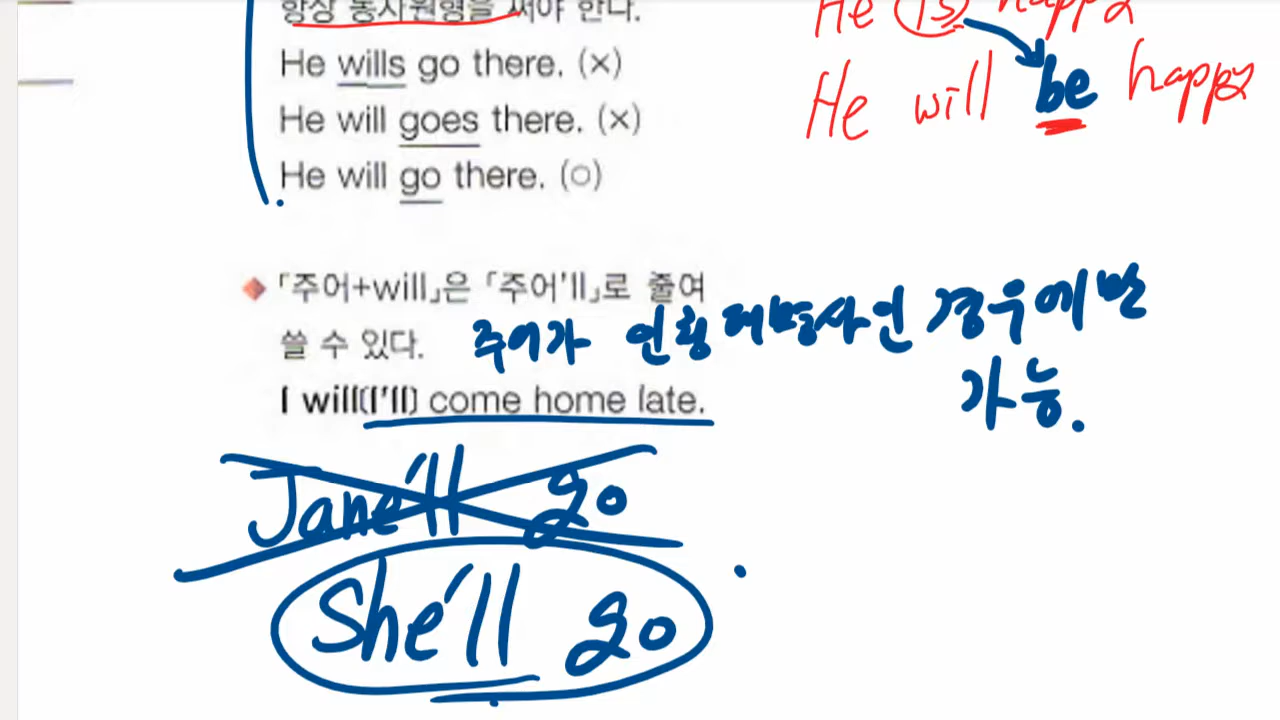 항상 동사원형을 써야 한다.
He wills go there. (×)
He will goes there. (×)
He will go there. (○)
He is happy
He will be happy
「주어+will」은 「주어'll」로 줄여
쓸 수 있다.
주어가 인칭대명사인 경우에만
가능.
I will(I'll) come home late.
Jane'll go
She'll go